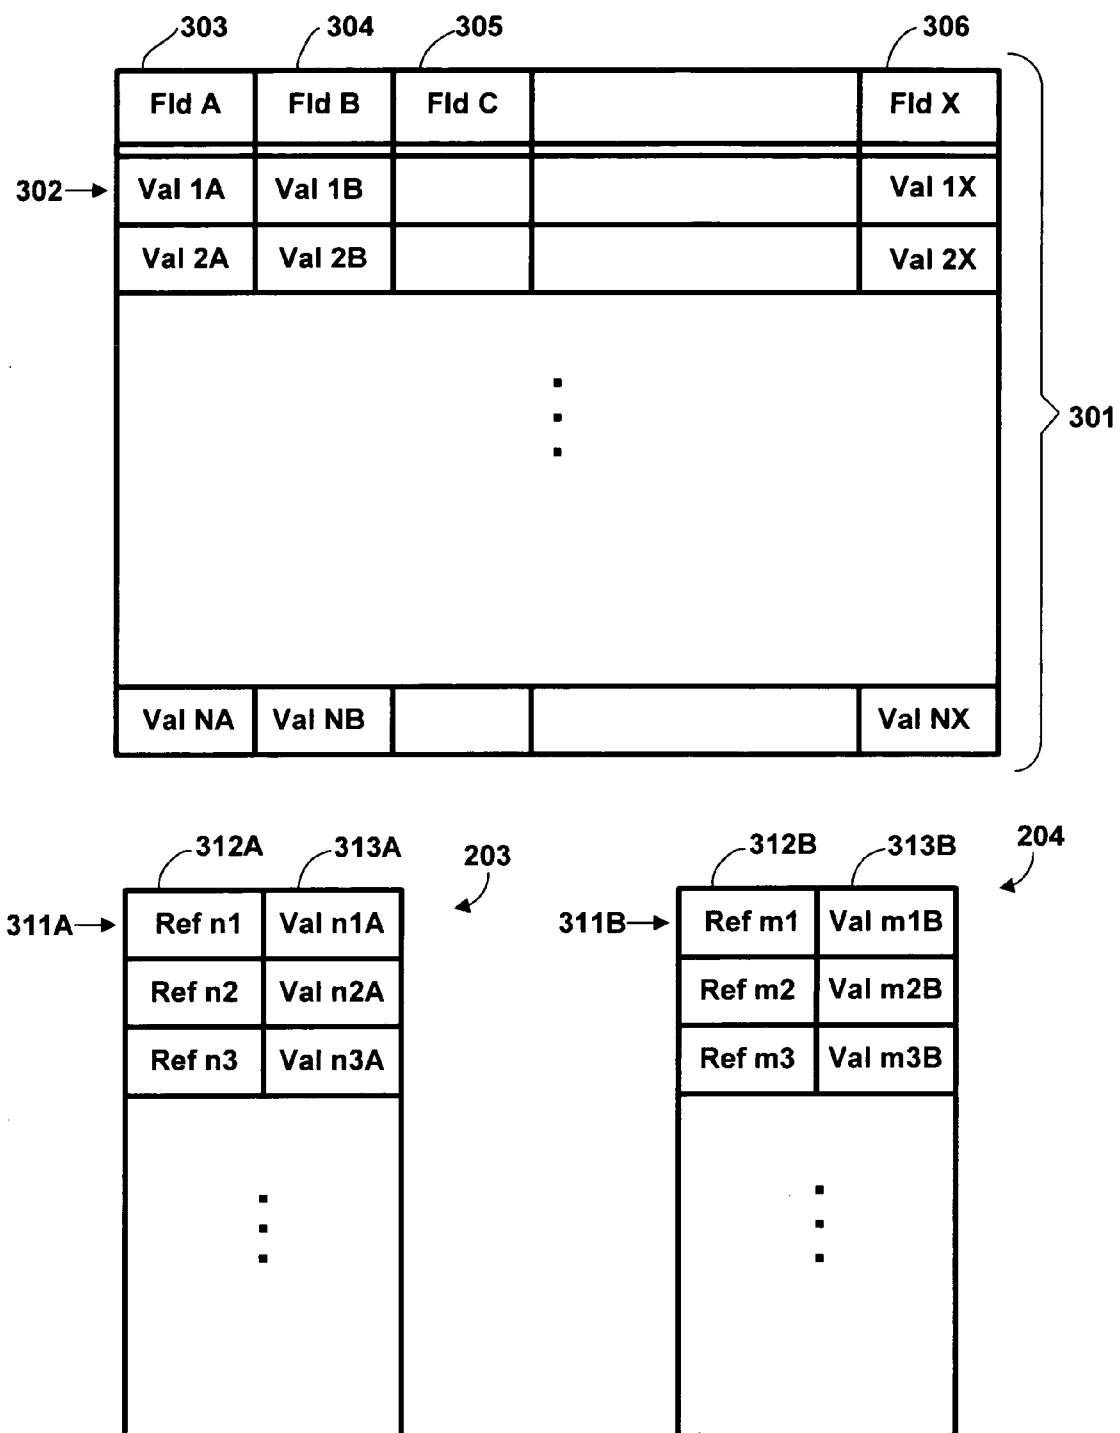 303 304 305 306
Fld A Fld B Fld C Fld X
302 Val 1A Val 1B Val 1X
Val 2A Val 2B Val 2X
301
Val NA Val NB Val NX
312A 313A 203
311A Ref n1 Val n1A
Ref n2 Val n2A
Ref n3 Val n3A
312B 313B 204
311B Ref m1 Val m1B
Ref m2 Val m2B
Ref m3 Val m3B